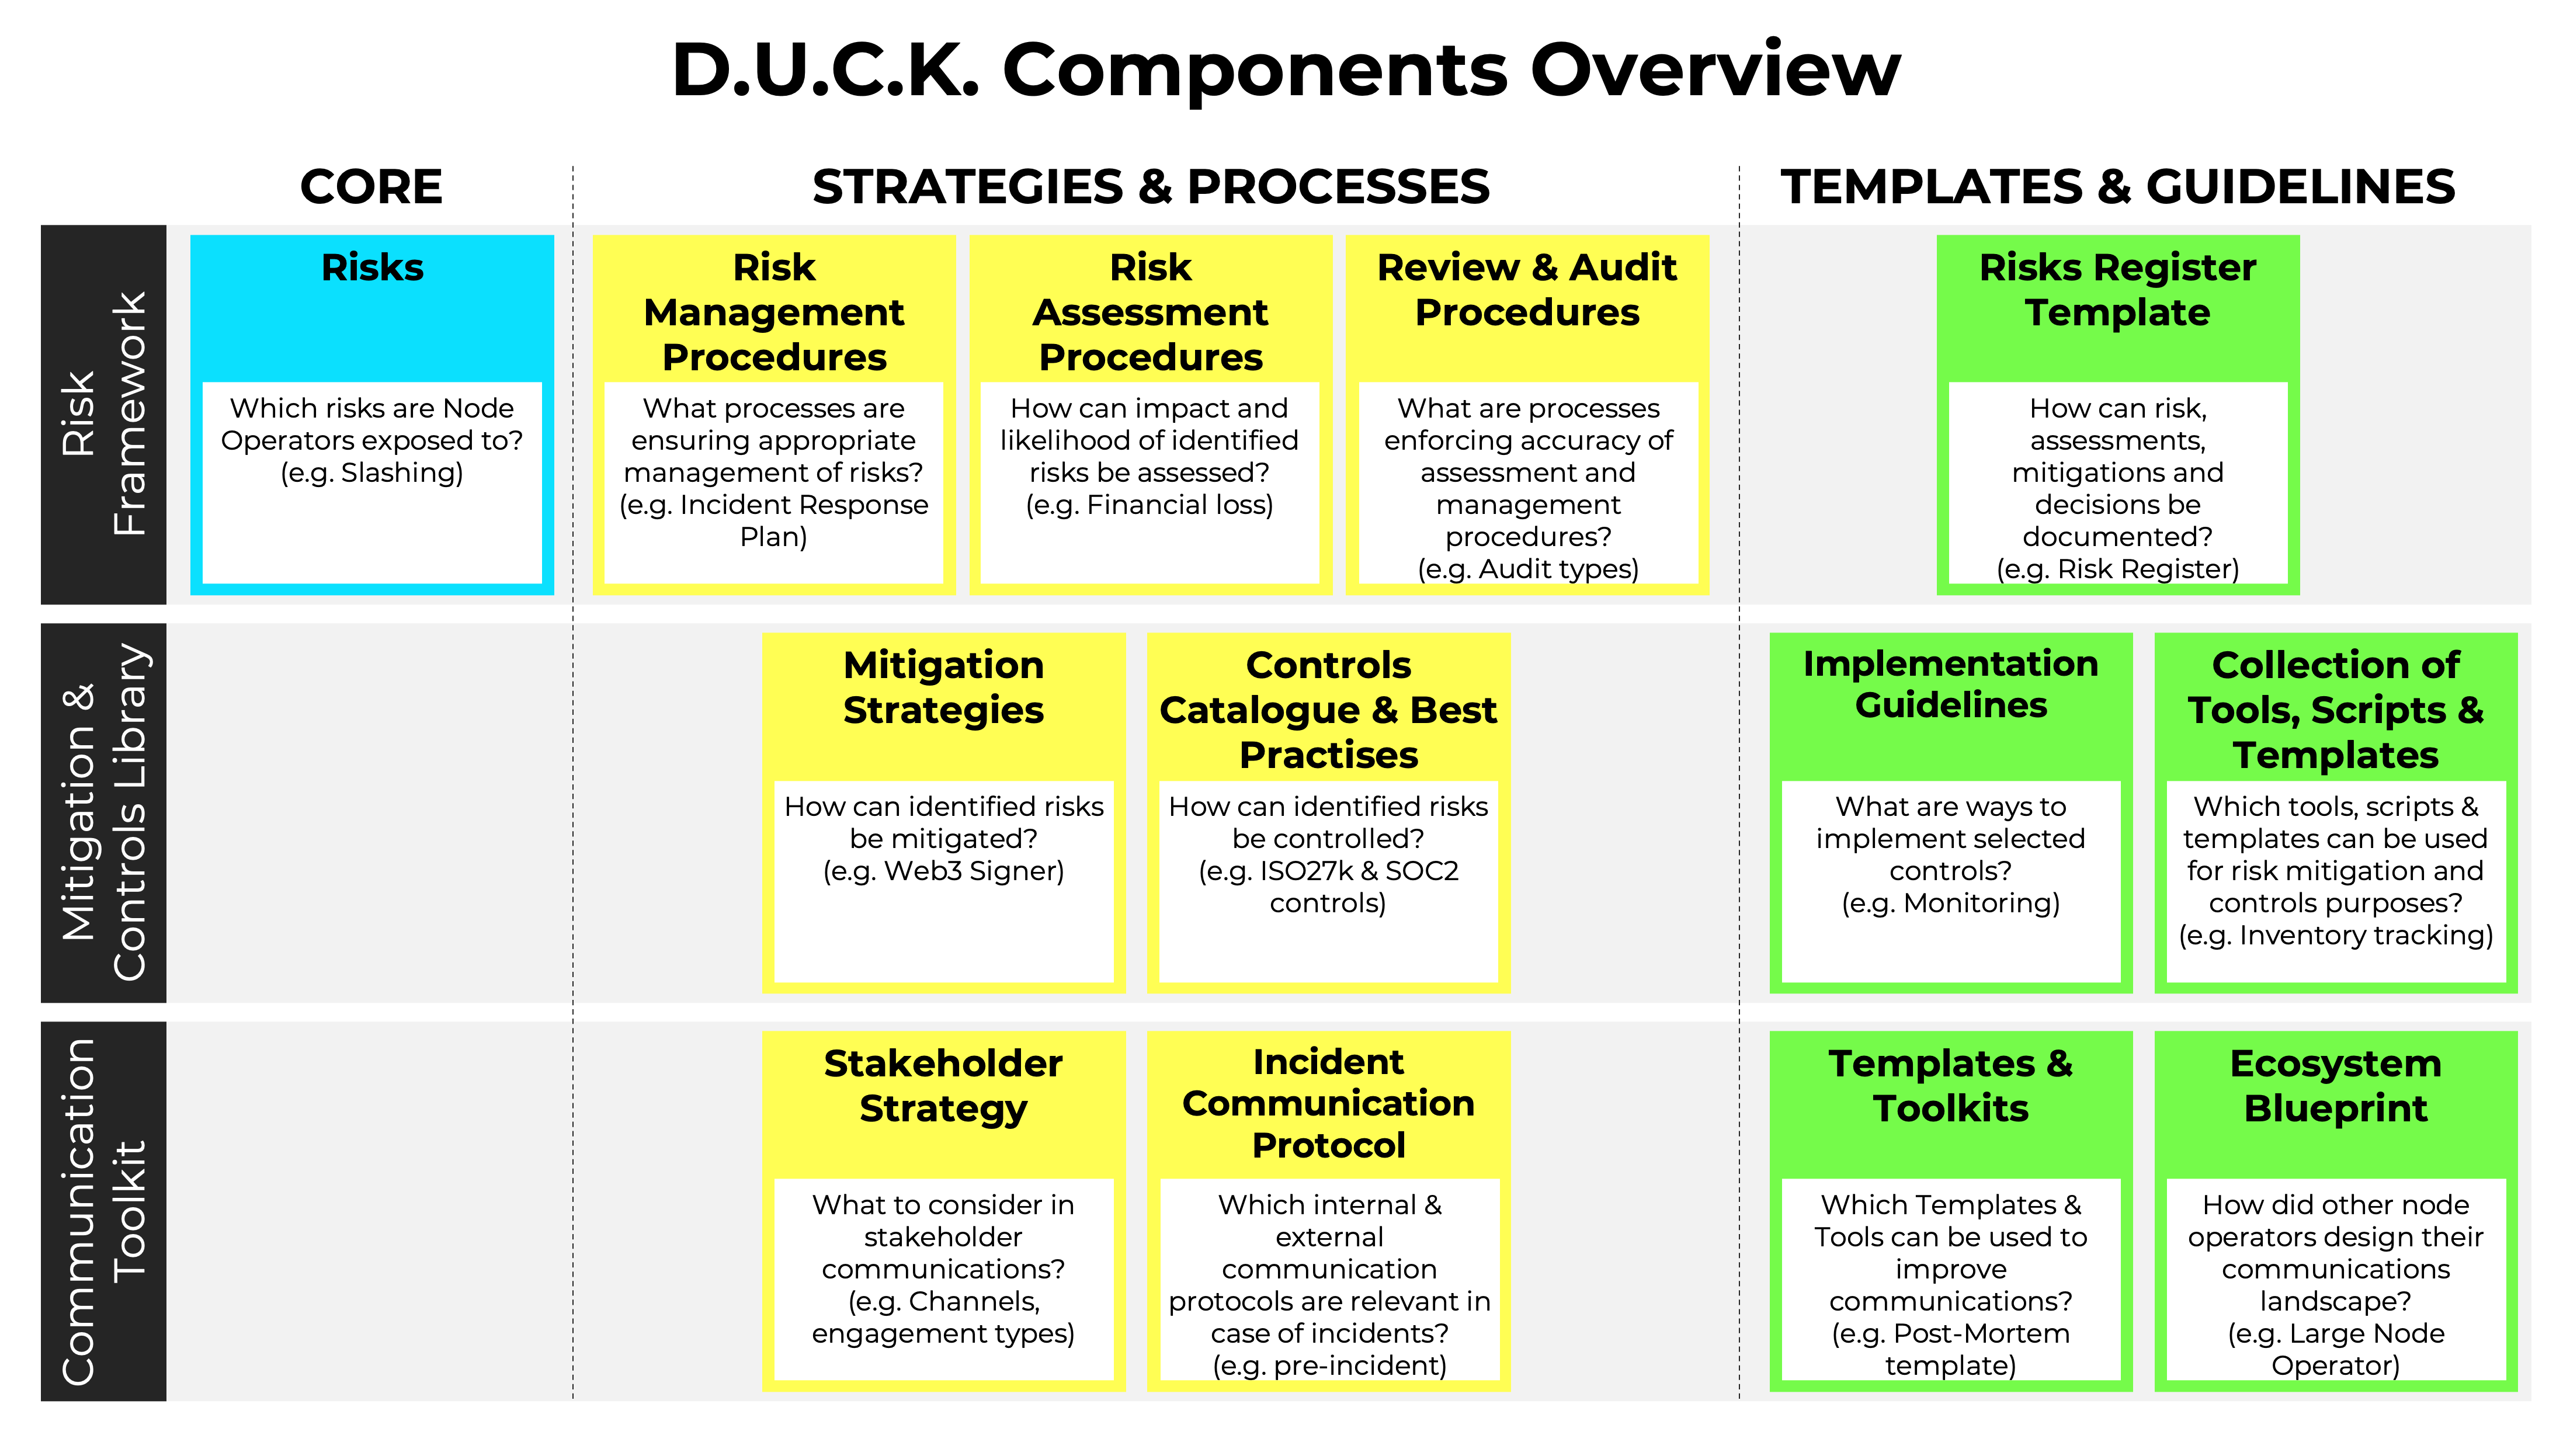 D.U.C.K. Components Overview
CORE
STRATEGIES & PROCESSES
TEMPLATES & GUIDELINES
Risk
Framework
Risks
Which risks are Node
Operators exposed to?
(e.g. Slashing)
Risk
Management
Procedures
What processes are
ensuring appropriate
management of risks?
(e.g. Incident Response
Plan)
Risk
Assessment
Procedures
How can impact and
likelihood of identified
risks be assessed?
(e.g. Financial loss)
Review & Audit
Procedures
What are processes
enforcing accuracy of
assessment and
management
procedures?
(e.g. Audit types)
Risks Register
Template
How can risk,
assessments,
mitigations and
decisions be
documented?
(e.g. Risk Register)
Mitigation &
Controls Library
Mitigation
Strategies
How can identified risks
be mitigated?
(e.g. Web3 Signer)
Controls
Catalogue & Best
Practises
How can identified risks
be controlled?
(e.g. ISO27k & SOC2
controls)
Implementation
Guidelines
What are ways to
implement selected
controls?
(e.g. Monitoring)
Collection of
Tools, Scripts &
Templates
Which tools, scripts &
templates can be used
for risk mitigation and
controls purposes?
(e.g. Inventory tracking)
Communication
Toolkit
Stakeholder
Strategy
What to consider in
stakeholder
communications?
(e.g. Channels,
engagement types)
Incident
Communication
Protocol
Which internal &
external
communication
protocols are relevant in
case of incidents?
(e.g. pre-incident)
Templates &
Toolkits
Which Templates &
Tools can be used to
improve
communications?
(e.g. Post-Mortem
template)
Ecosystem
Blueprint
How did other node
operators design their
communications
landscape?
(e.g. Large Node
Operator)